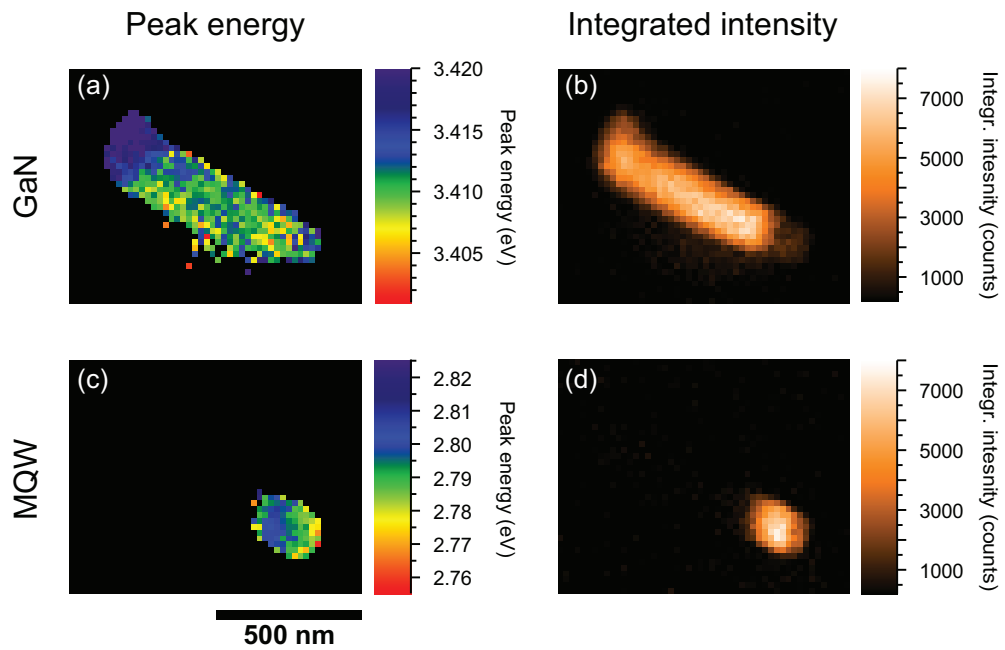 Peak energy
Integrated intensity
GaN
(a)
3.420
3.415
3.410
3.405
Peak energy (eV)
(b)
7000
5000
3000
1000
Integr. intesnity (counts)
MQW
(c)
2.82
2.81
2.80
2.79
2.78
2.77
2.76
Peak energy (eV)
(d)
7000
5000
3000
1000
Integr. intesnity (counts)
500 nm